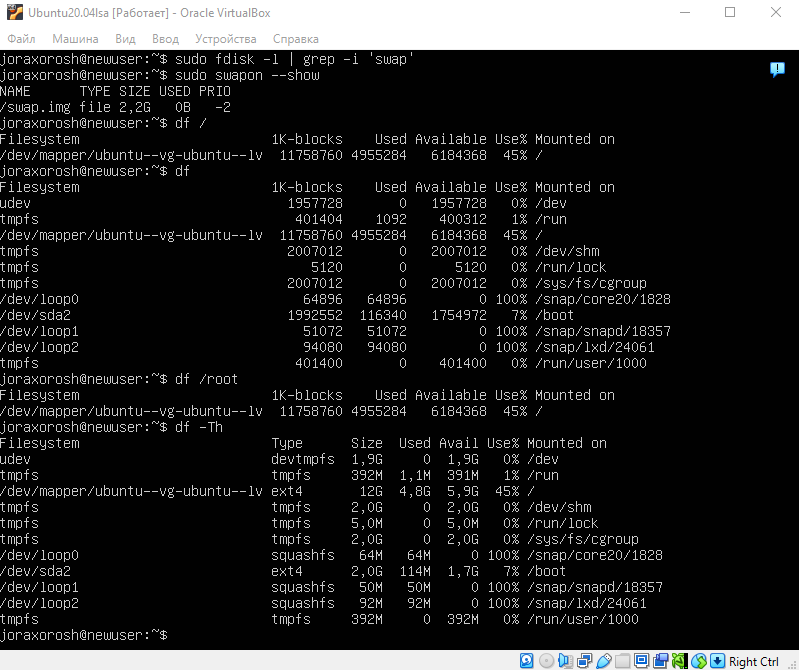 Ubuntu20.04lsa [Работает] - Oracle VirtualBox
Файл Машина Вид Ввод Устройства Справка
joraxorosh@newuser:~$ sudo fdisk -l | grep -i 'swap'
joraxorosh@newuser:~$ sudo swapon --show
NAME      TYPE SIZE USED PRIO
/swap.img file 2,2G   0B   -2
joraxorosh@newuser:~$ df /
Filesystem                        1K-blocks    Used Available Use% Mounted on
/dev/mapper/ubuntu--vg-ubuntu--lv  11758760 4955284   6184368  45% /
joraxorosh@newuser:~$ df
Filesystem                        1K-blocks    Used Available Use% Mounted on
udev                                1957728       0   1957728   0% /dev
tmpfs                                401404    1092    400312   1% /run
/dev/mapper/ubuntu--vg-ubuntu--lv  11758760 4955284   6184368  45% /
tmpfs                               2007012       0   2007012   0% /dev/shm
tmpfs                                  5120       0      5120   0% /run/lock
tmpfs                               2007012       0   2007012   0% /sys/fs/cgroup
/dev/loop0                            64896   64896         0 100% /snap/core20/1828
/dev/sda2                           1992552  116340   1754972   7% /boot
/dev/loop1                            51072   51072         0 100% /snap/snapd/18357
/dev/loop2                            94080   94080         0 100% /snap/lxd/24061
tmpfs                                401400       0    401400   0% /run/user/1000
joraxorosh@newuser:~$ df /root
Filesystem                        1K-blocks    Used Available Use% Mounted on
/dev/mapper/ubuntu--vg-ubuntu--lv  11758760 4955284   6184368  45% /
joraxorosh@newuser:~$ df -Th
Filesystem                        Type      Size  Used Avail Use% Mounted on
udev                              devtmpfs  1,9G     0  1,9G   0% /dev
tmpfs                             tmpfs     392M  1,1M  391M   1% /run
/dev/mapper/ubuntu--vg-ubuntu--lv ext4       12G  4,8G  5,9G  45% /
tmpfs                             tmpfs     2,0G     0  2,0G   0% /dev/shm
tmpfs                             tmpfs     5,0M     0  5,0M   0% /run/lock
tmpfs                             tmpfs     2,0G     0  2,0G   0% /sys/fs/cgroup
/dev/loop0                        squashfs   64M   64M     0 100% /snap/core20/1828
/dev/sda2                         ext4      2,0G  114M  1,7G   7% /boot
/dev/loop1                        squashfs   50M   50M     0 100% /snap/snapd/18357
/dev/loop2                        squashfs   92M   92M     0 100% /snap/lxd/24061
tmpfs                             tmpfs     392M     0  392M   0% /run/user/1000
joraxorosh@newuser:~$
Right Ctrl